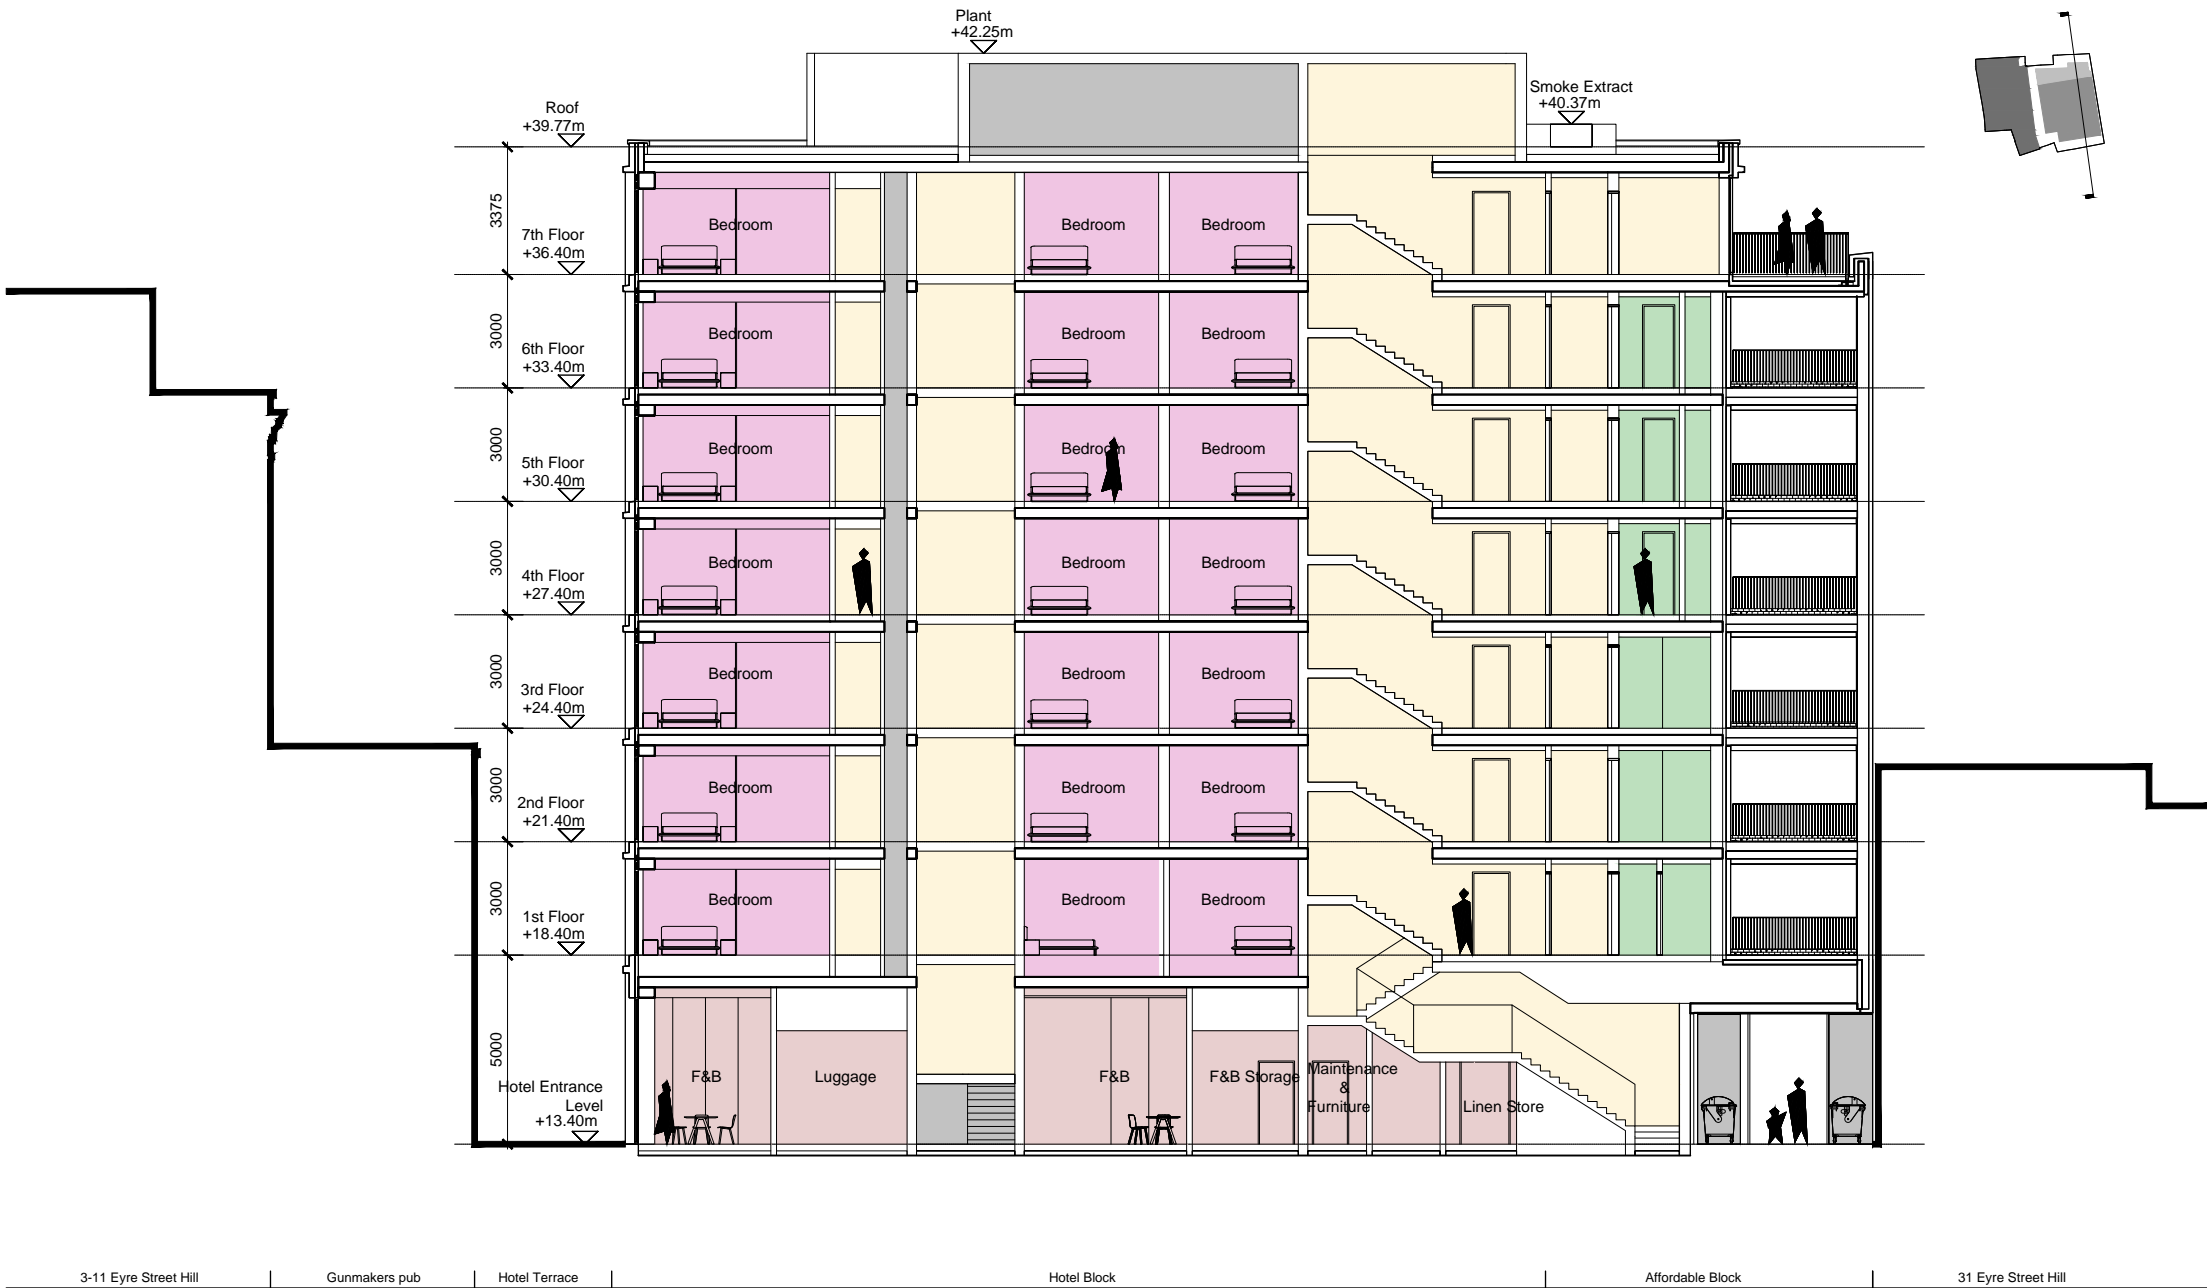 Plant
+42.25m
Smoke Extract
+40.37m
Roof
+39.77m
3375
7th Floor
+36.40m
Bedroom Bedroom Bedroom
3000
6th Floor
+33.40m
Bedroom Bedroom Bedroom
3000
5th Floor
+30.40m
Bedroom Bedroom Bedroom
3000
4th Floor
+27.40m
Bedroom Bedroom Bedroom
3000
3rd Floor
+24.40m
Bedroom Bedroom Bedroom
3000
2nd Floor
+21.40m
Bedroom Bedroom Bedroom
3000
1st Floor
+18.40m
Bedroom Bedroom Bedroom
5000
Hotel Entrance
Level
+13.40m
F&B
Luggage
F&B
F&B Storage
Maintenance
&
Furniture
Linen Store
3-11 Eyre Street Hill
Gunmakers pub
Hotel Terrace
Hotel Block
Affordable Block
31 Eyre Street Hill